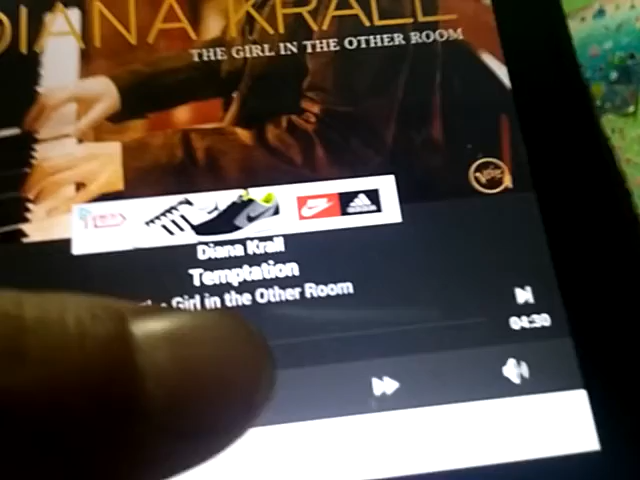 DIANA KRALL
THE GIRL IN THE OTHER ROOM
Verve
adidas
Diana Krall
Temptation
Girl in the Other Room
04:30